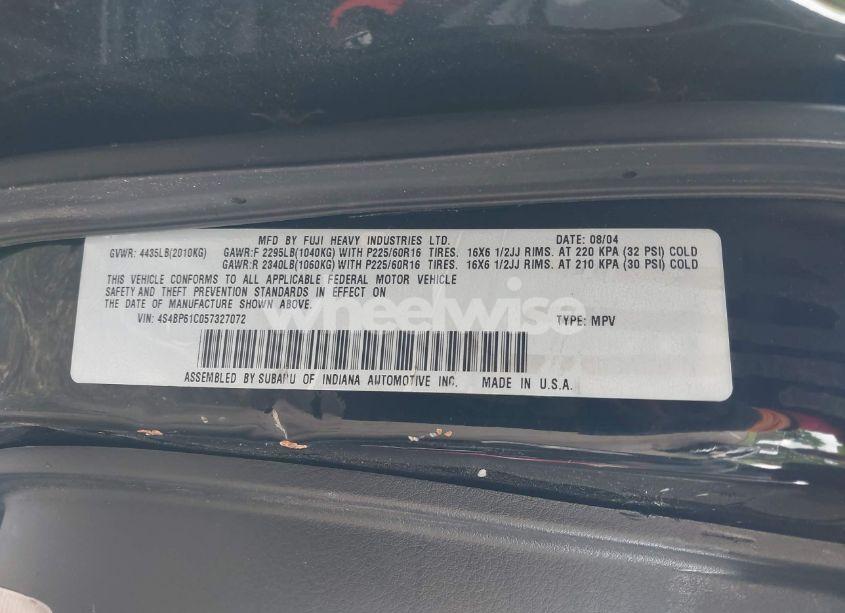 MFD BY FUJI HEAVY INDUSTRIES LTD. DATE: 08/04
GVWR: 4435LB(2010KG) GAWR:F 2295LB(1040KG) WITH P225/60R16 TIRES. 16X6 1/2JJ RIMS. AT 220 KPA (32 PSI) COLD
GAWR:R 2340LB(1060KG) WITH P225/60R16 TIRES. 16X6 1/2JJ RIMS. AT 210 KPA (30 PSI) COLD
THIS VEHICLE CONFORMS TO ALL APPLICABLE FEDERAL MOTOR VEHICLE
SAFETY AND THEFT PREVENTION STANDARDS IN EFFECT ON
THE DATE OF MANUFACTURE SHOWN ABOVE.
VIN: 4S4BP61C057327072 TYPE: MPV
wheelwise
ASSEMBLED BY SUBARU OF INDIANA AUTOMOTIVE INC. MADE IN U.S.A.